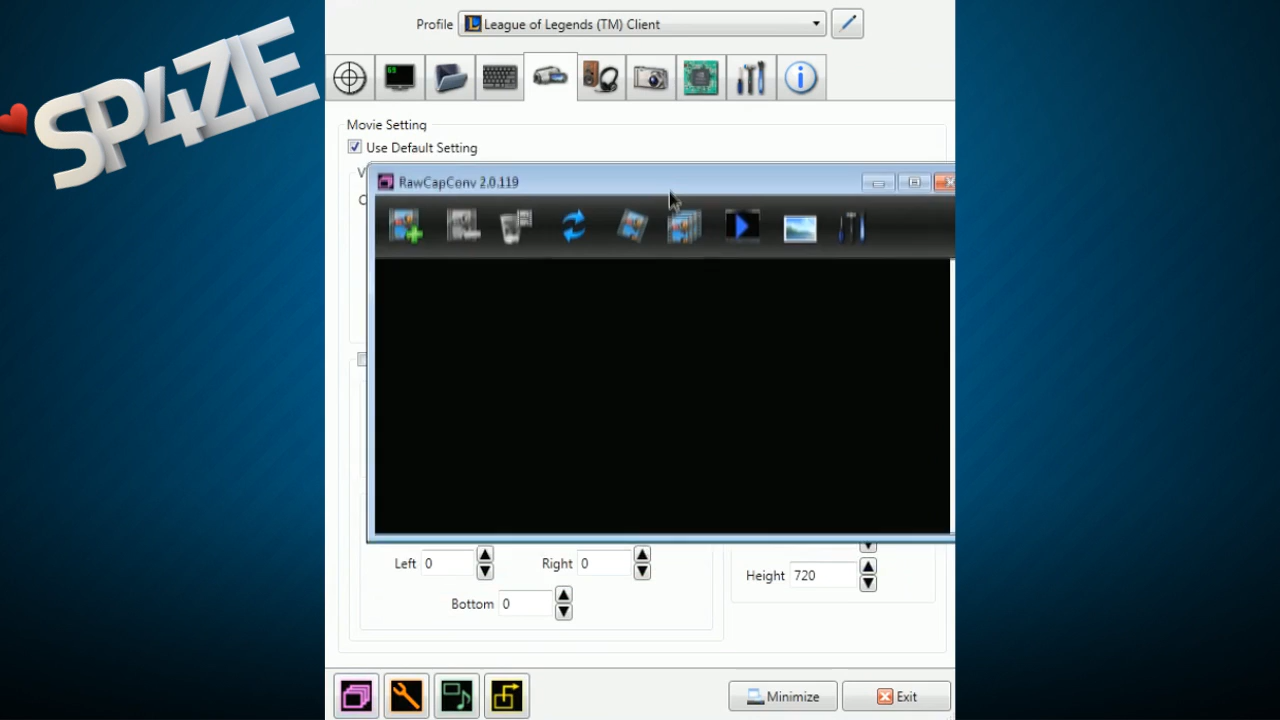 SP4ZIE
Profile
League of Legends (TM) Client
69
Movie Setting
Use Default Setting
RawCapConv 2.0.119
Left 0
Right 0
Height 720
Bottom 0
Minimize
Exit